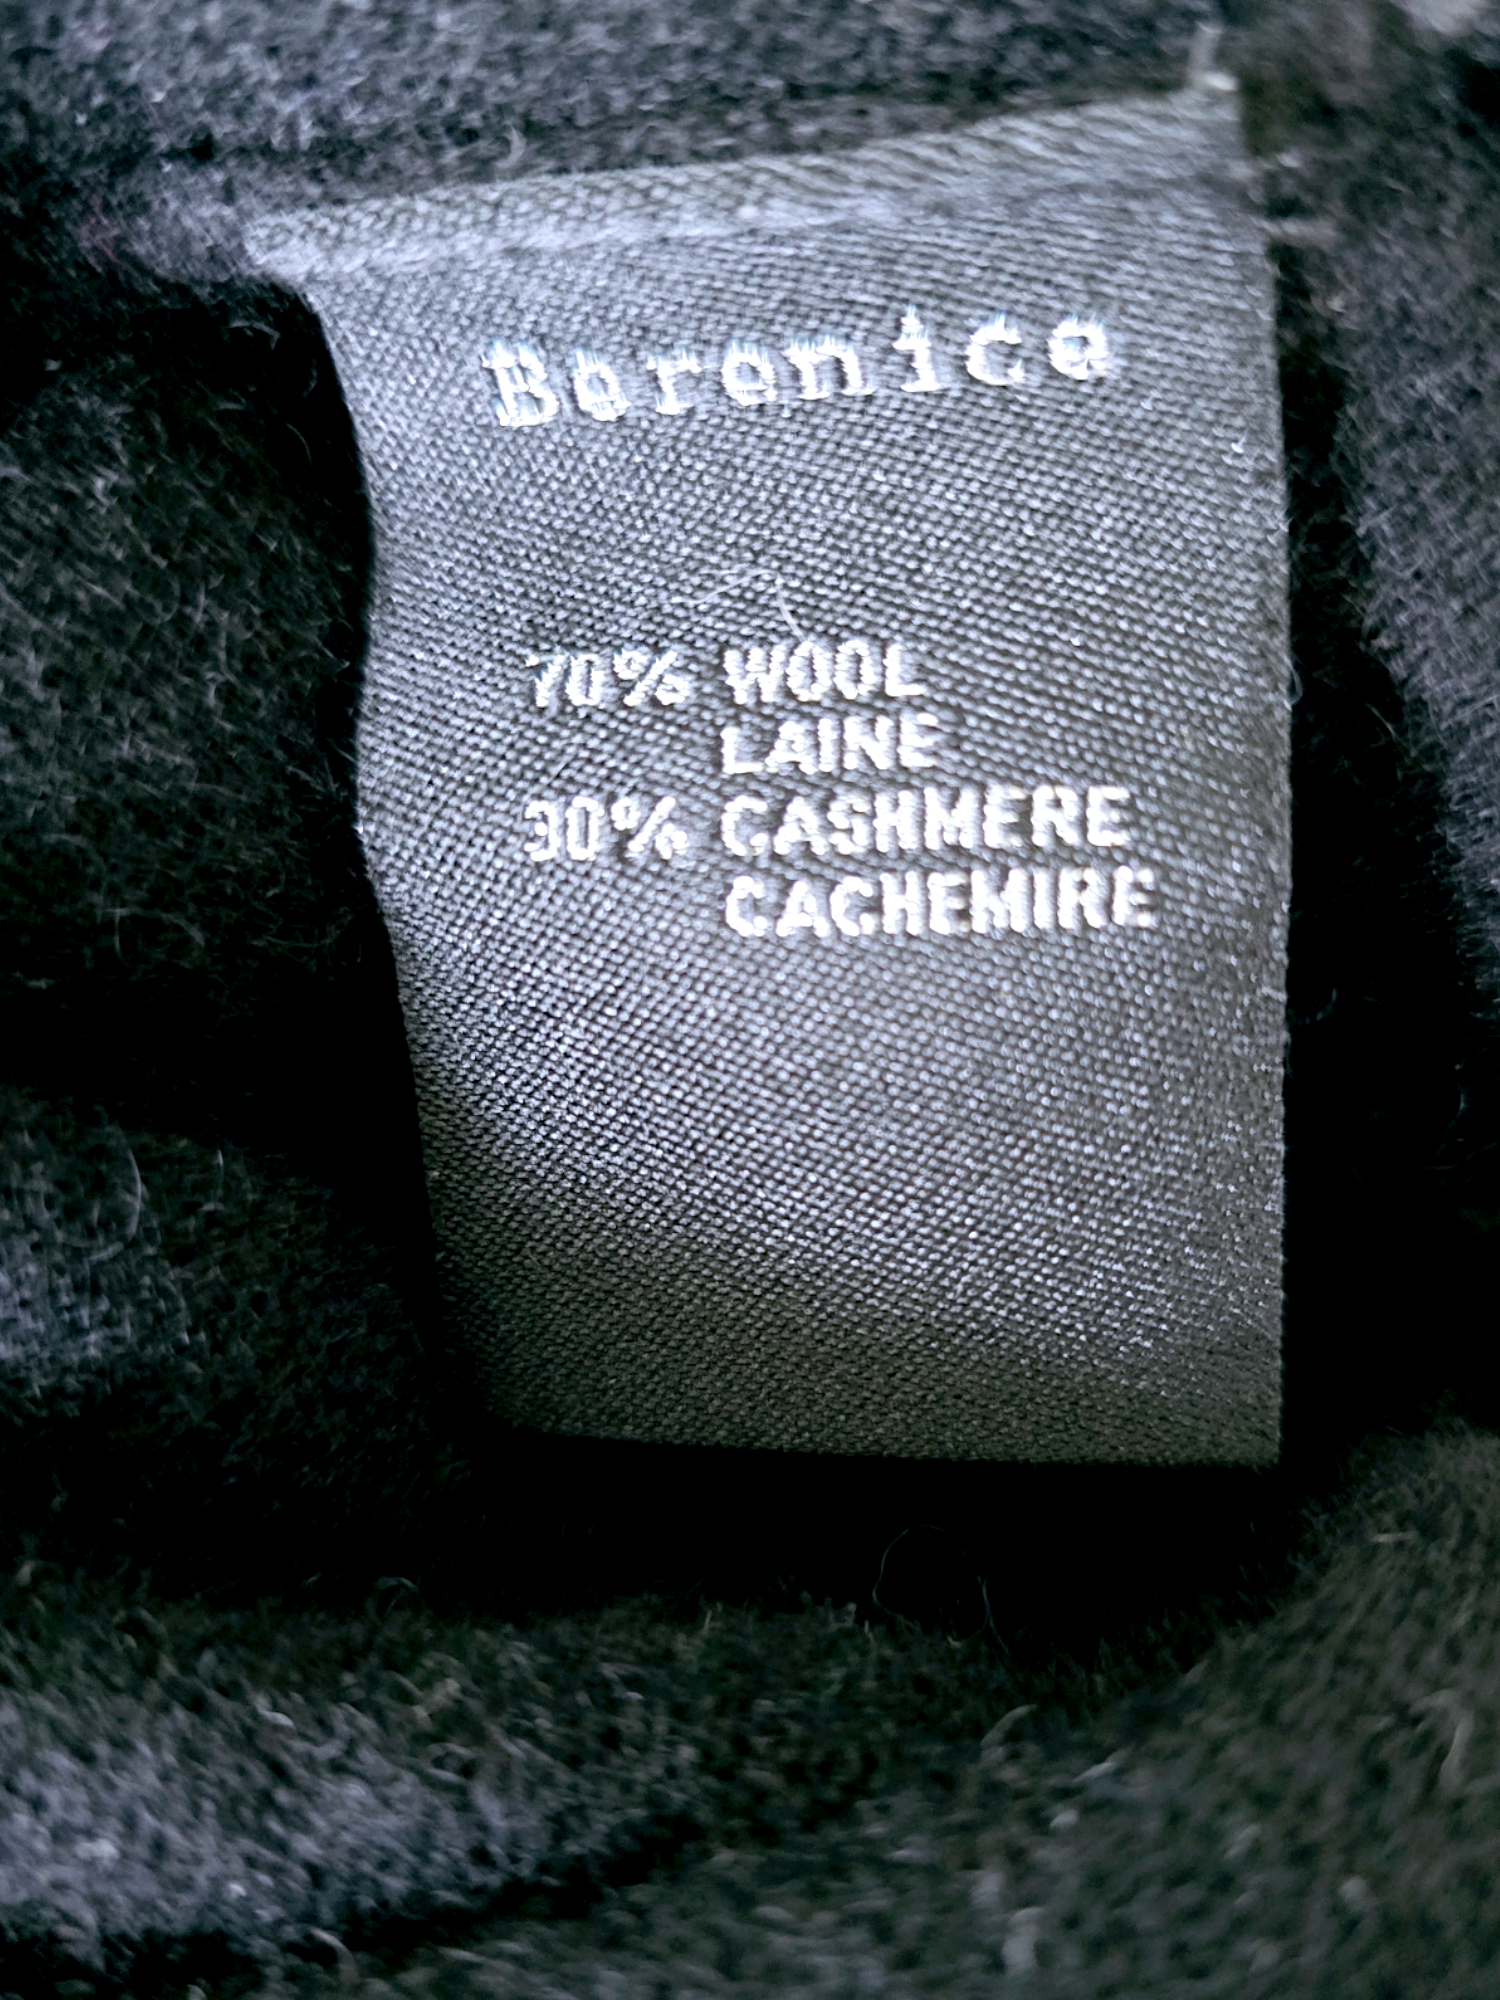 Berenice
70% WOOL
LAINE
30% CASHMERE
CACHEMIRE